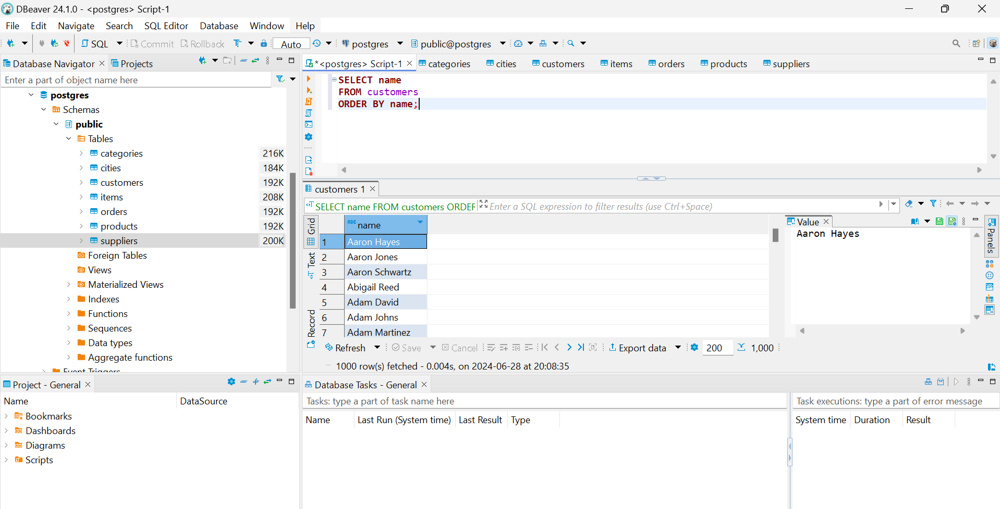 DBeaver 24.1.0 - <postgres> Script-1
File Edit Navigate Search SQL Editor Database Window Help
SQL Commit Rollback Auto postgres public@postgres
Database Navigator Projects
Enter a part of object name here
postgres
Schemas
public
Tables
categories 216K
cities 184K
customers 192K
items 208K
orders 192K
products 192K
suppliers 200K
Foreign Tables
Views
Materialized Views
Indexes
Functions
Sequences
Data types
Aggregate functions
Event Triggers
*<postgres> Script-1 categories cities customers items orders products suppliers
SELECT name
FROM customers
ORDER BY name;
customers 1
SELECT name FROM customers ORDER Enter a SQL expression to filter results (use Ctrl+Space)
Grid
Text
Record
ABC name
1 Aaron Hayes
2 Aaron Jones
3 Aaron Schwartz
4 Abigail Reed
5 Adam David
6 Adam Johns
7 Adam Martinez
Value
Aaron Hayes
Panels
Refresh Save Cancel Export data 200 1,000
1000 row(s) fetched - 0.004s, on 2024-06-28 at 20:08:35
Project - General
Name DataSource
Bookmarks
Dashboards
Diagrams
Scripts
Database Tasks - General
Tasks: type a part of task name here
Name Last Run (System time) Last Result Type
Task executions: type a part of error message
System time Duration Result